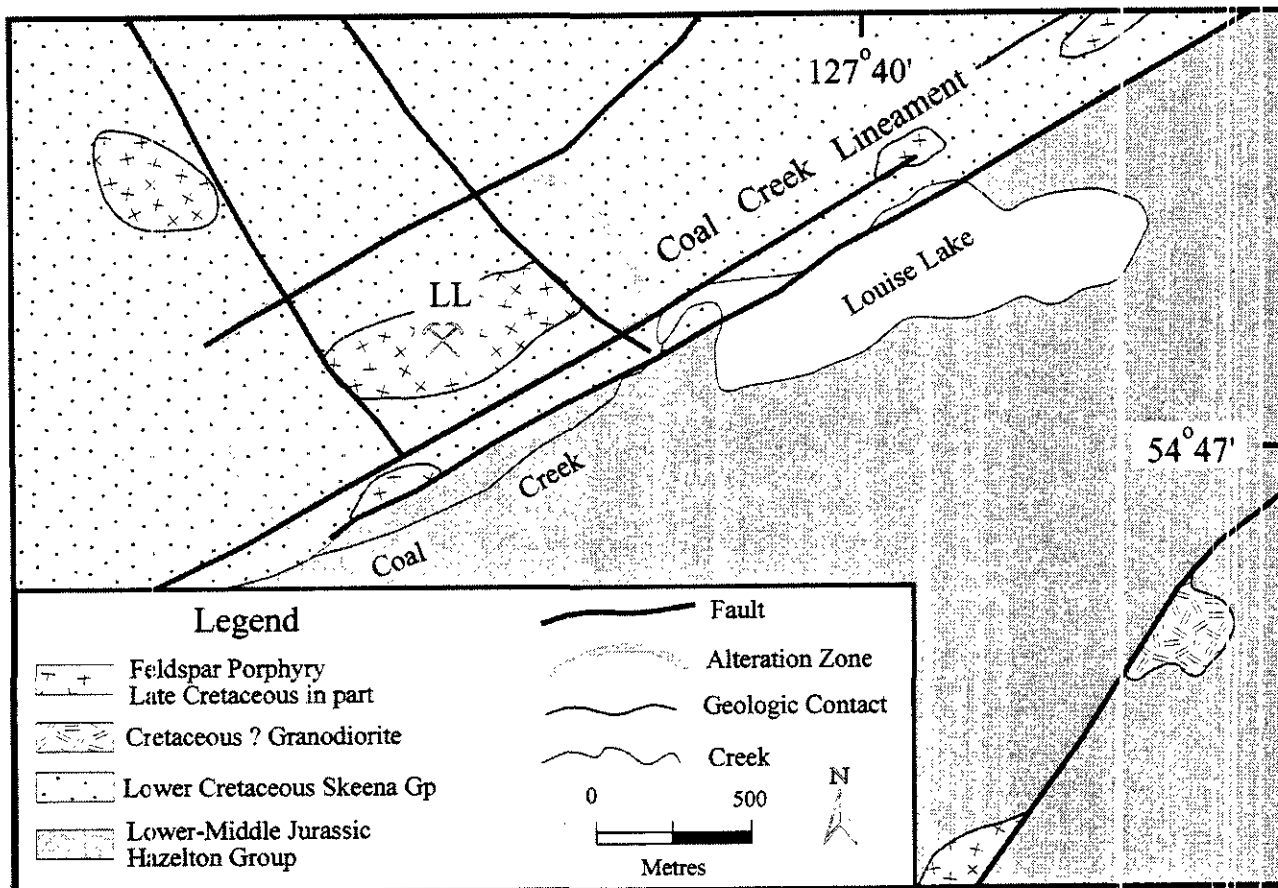 127°40'
Coal Creek Lineament
LL
Louise Lake
54°47'
Creek
Coal
Legend
Feldspar Porphyry
Late Cretaceous in part
Cretaceous ? Granodiorite
Lower Cretaceous Skeena Gp
Lower-Middle Jurassic
Hazelton Group
Fault
Alteration Zone
Geologic Contact
Creek
N
0 500
Metres